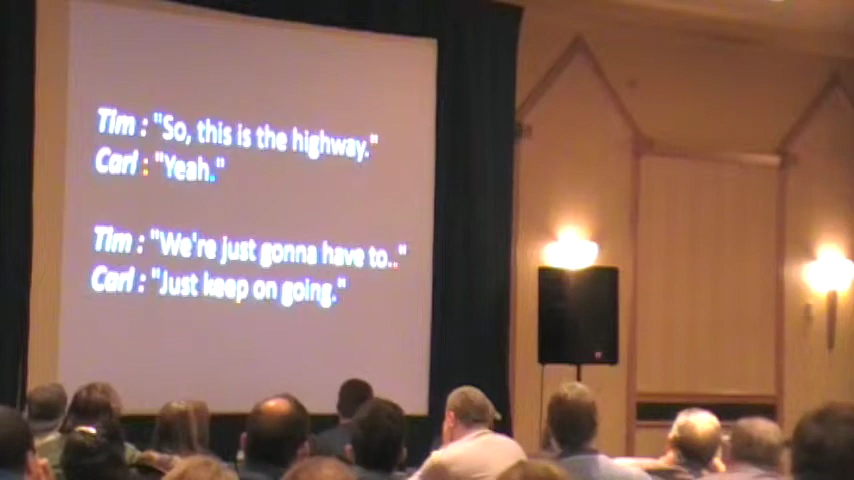 Tim : "So, this is the highway."
Carl : "Yeah."
Tim : "We're just gonna have to.."
Carl : "Just keep on going."